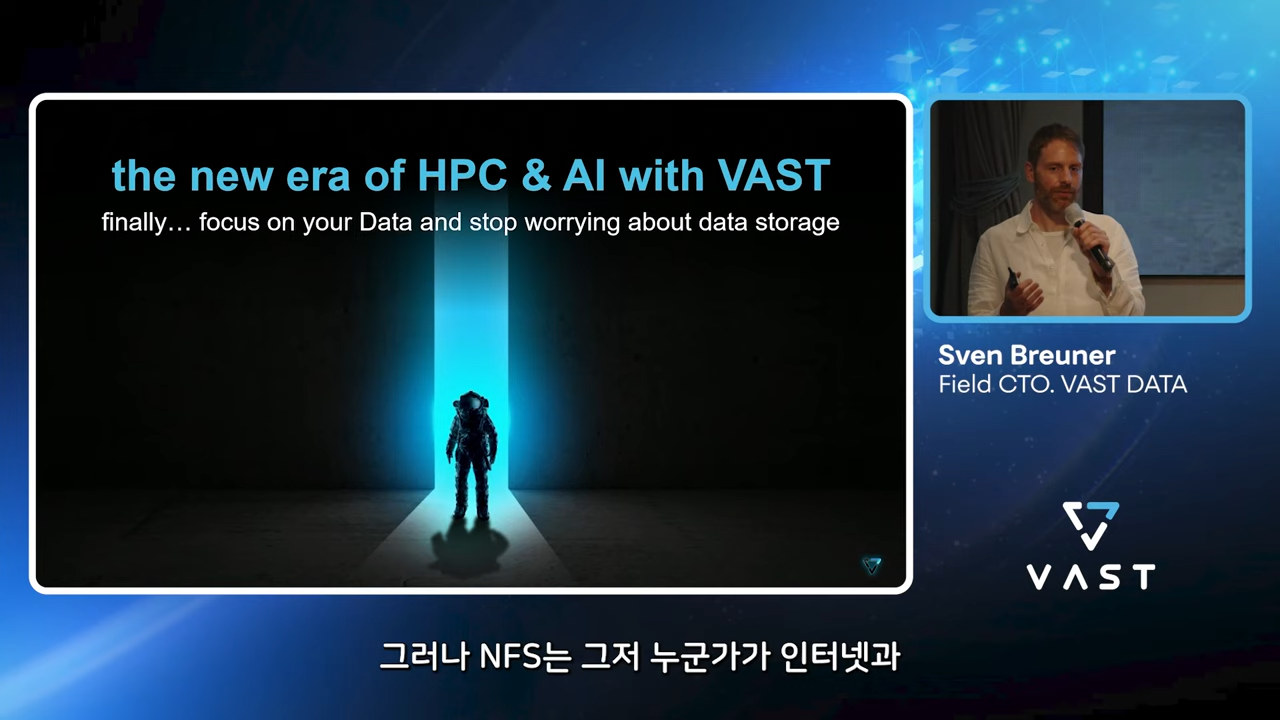 the new era of HPC & AI with VAST
finally... focus on your Data and stop worrying about data storage
Sven Breuner
Field CTO. VAST DATA
VAST
그러나 NFS는 그저 누군가가 인터넷과